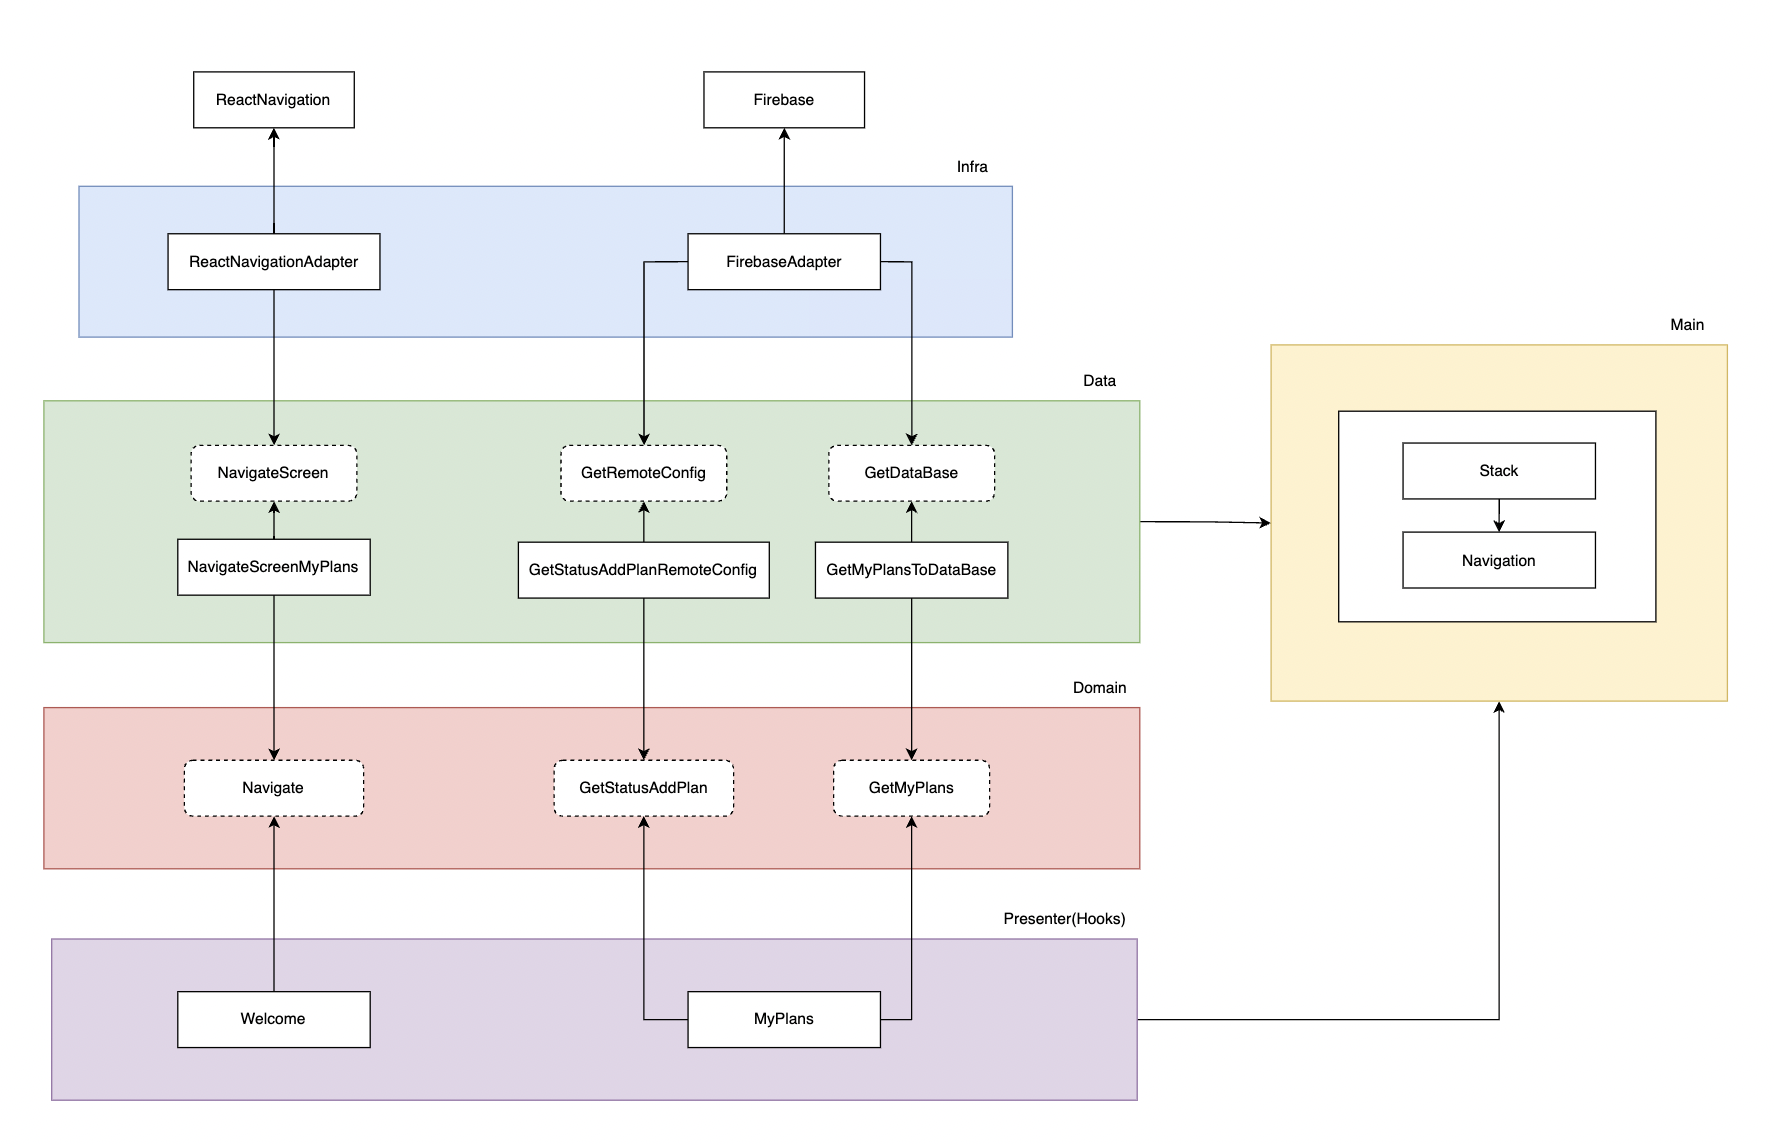 ReactNavigation
Firebase
Infra
ReactNavigationAdapter
FirebaseAdapter
Main
Data
NavigateScreen
GetRemoteConfig
GetDataBase
Stack
NavigateScreenMyPlans
GetStatusAddPlanRemoteConfig
GetMyPlansToDataBase
Navigation
Domain
Navigate
GetStatusAddPlan
GetMyPlans
Presenter(Hooks)
Welcome
MyPlans